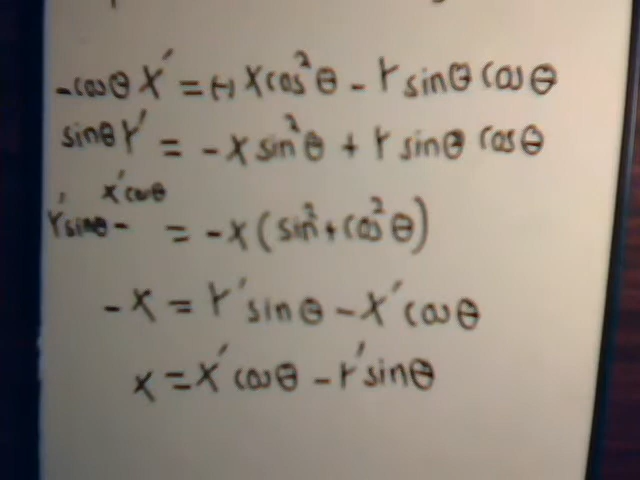 -cosθ x' = (-) x cos²θ - r sinθ cosθ
sinθ r' = - x sin²θ + r sinθ cosθ
r' sinθ - x' cosθ = - x (sin² + cos²θ)
- x = r' sinθ - x' cosθ
x = x' cosθ - r' sinθ